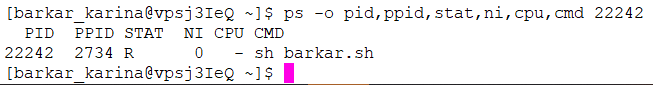 [barkar_karina@vpsj3IeQ ~]$ ps -o pid,ppid,stat,ni,cpu,cmd 22242
  PID  PPID STAT  NI CPU CMD
22242  2734 R      0   - sh barkar.sh
[barkar_karina@vpsj3IeQ ~]$